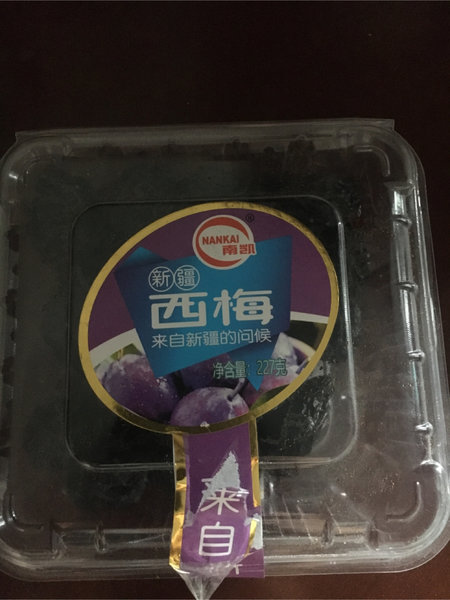 NANKAI®
南凯
新疆
西梅
来自新疆的问候
净含量：227克
来自